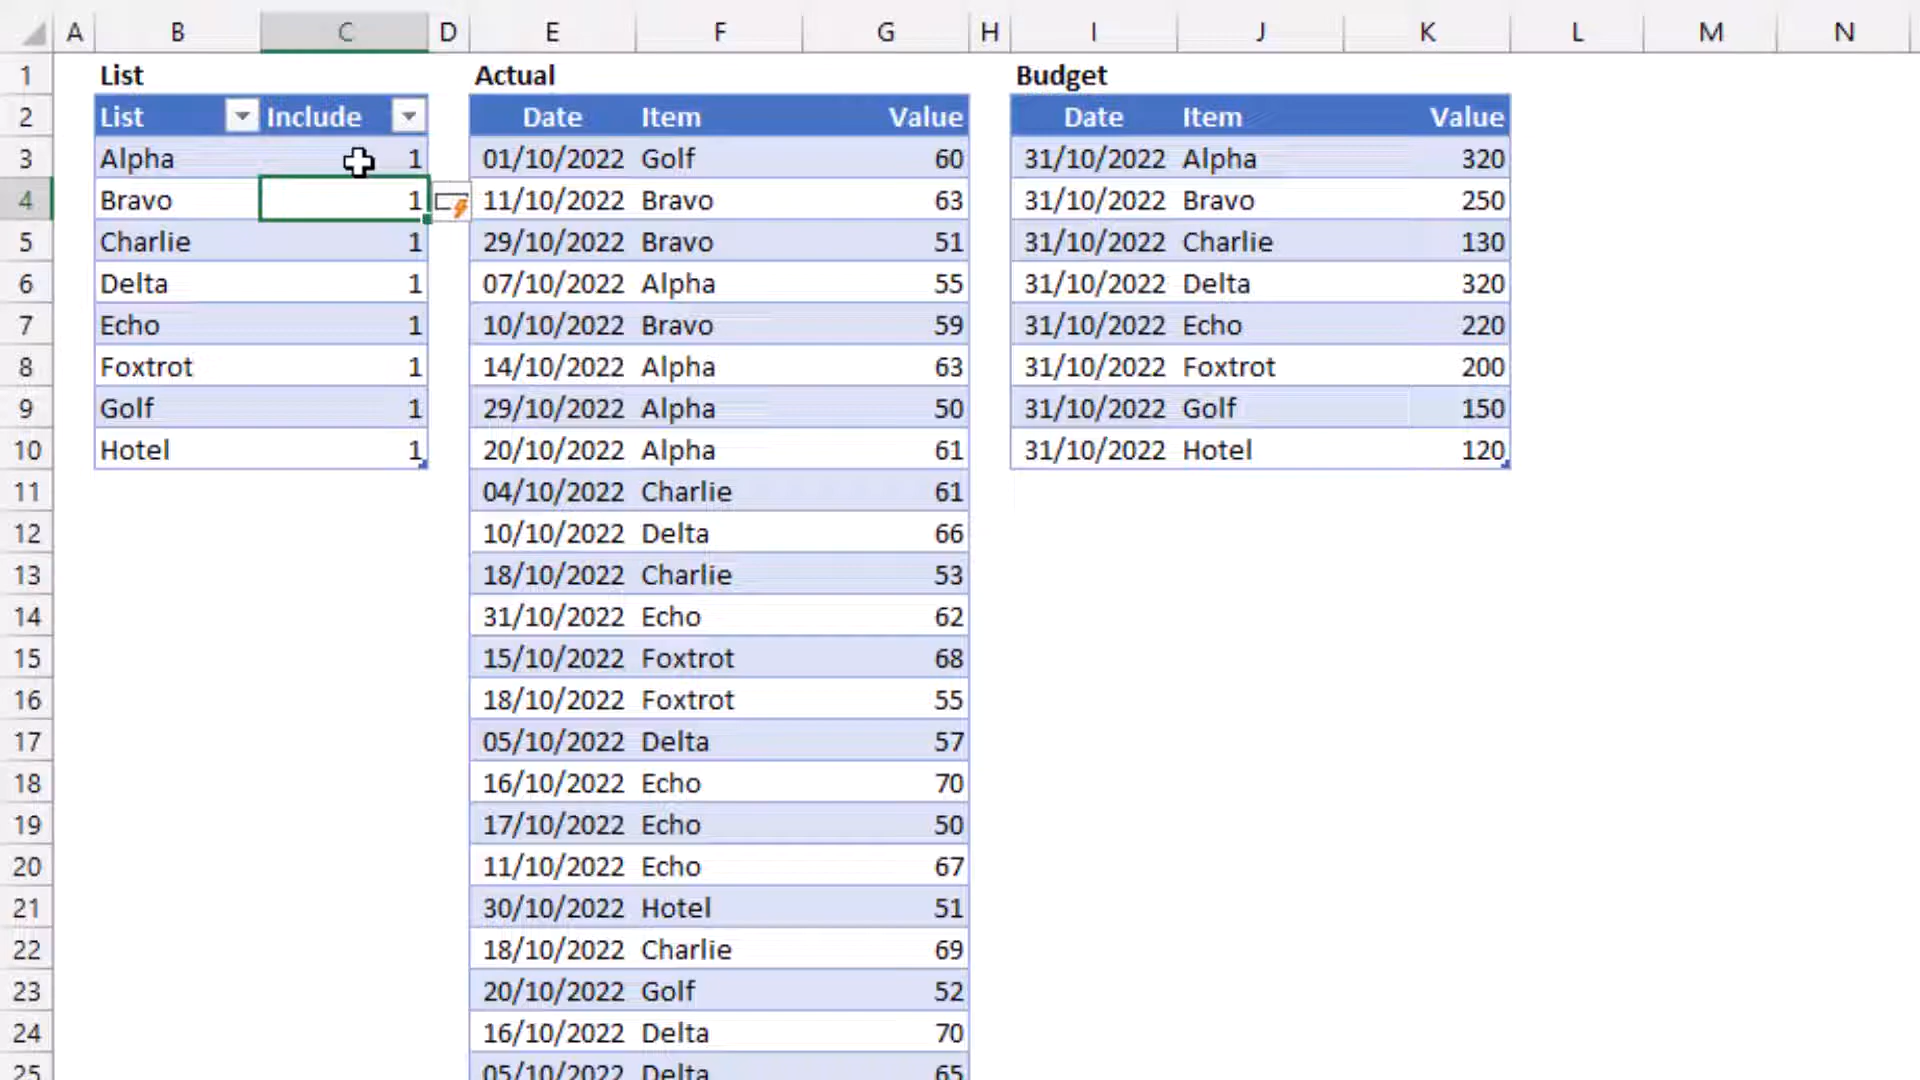 A B C D E F G H I J K L M N
1 List Actual Budget
2 List Include Date Item Value Date Item Value
3 Alpha 1 01/10/2022 Golf 60 31/10/2022 Alpha 320
4 Bravo 1 11/10/2022 Bravo 63 31/10/2022 Bravo 250
5 Charlie 1 29/10/2022 Bravo 51 31/10/2022 Charlie 130
6 Delta 1 07/10/2022 Alpha 55 31/10/2022 Delta 320
7 Echo 1 10/10/2022 Bravo 59 31/10/2022 Echo 220
8 Foxtrot 1 14/10/2022 Alpha 63 31/10/2022 Foxtrot 200
9 Golf 1 29/10/2022 Alpha 50 31/10/2022 Golf 150
10 Hotel 1 20/10/2022 Alpha 61 31/10/2022 Hotel 120
11 04/10/2022 Charlie 61
12 10/10/2022 Delta 66
13 18/10/2022 Charlie 53
14 31/10/2022 Echo 62
15 15/10/2022 Foxtrot 68
16 18/10/2022 Foxtrot 55
17 05/10/2022 Delta 57
18 16/10/2022 Echo 70
19 17/10/2022 Echo 50
20 11/10/2022 Echo 67
21 30/10/2022 Hotel 51
22 18/10/2022 Charlie 69
23 20/10/2022 Golf 52
24 16/10/2022 Delta 70
25 05/10/2022 Delta 65